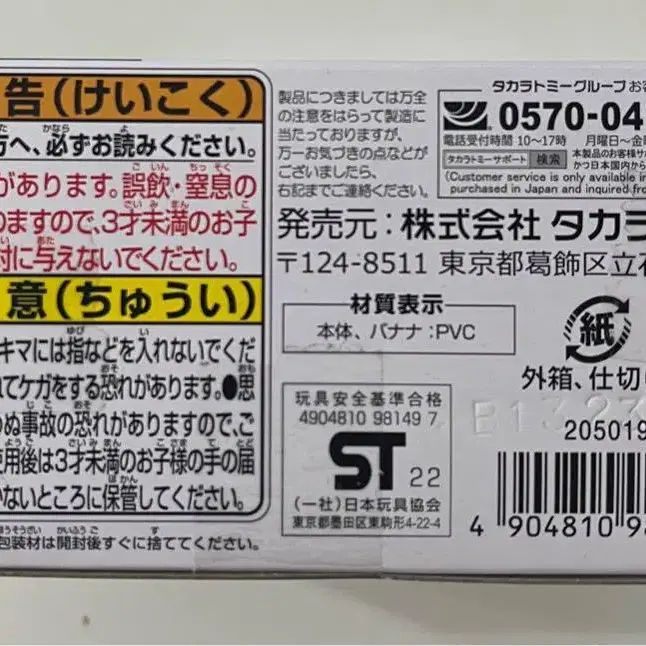 告(けいこく)
方へ、必ずお読みください。
があります。誤飲・窒息の
のますので、3才未満のお子
対に与えないでください。
意(ちゅうい)
キマには指などを入れないでくだ
れてケガをする恐れがあります。●思
ぬ事故の恐れがありますので、ご
使用後は3才未満のお子様の手の届
かないところに保管してください。
包装材は開封後すぐに捨ててください。
製品につきましては万全
の注意をはらって製造に
当たっておりますが、
万一お気づきの点などが
ございましたら、
右記までご連絡ください。
タカラトミーグループお客
0570-04
電話受付時間 10〜17時 月曜日〜金
タカラトミーサポート 検索
本製品のお客様サ
かつ日本国内から
(Customer service is only available i
purchased in Japan and inquired from
発売元:株式会社 タカラ
〒124-8511 東京都葛飾区立石
材質表示
本体、バナナ:PVC
紙
外箱、仕切り
玩具安全基準合格
4904810 98149 7
ST 22
(一社)日本玩具協会
東京都墨田区東駒形4-22-4
B1323
205019
4 904810 98